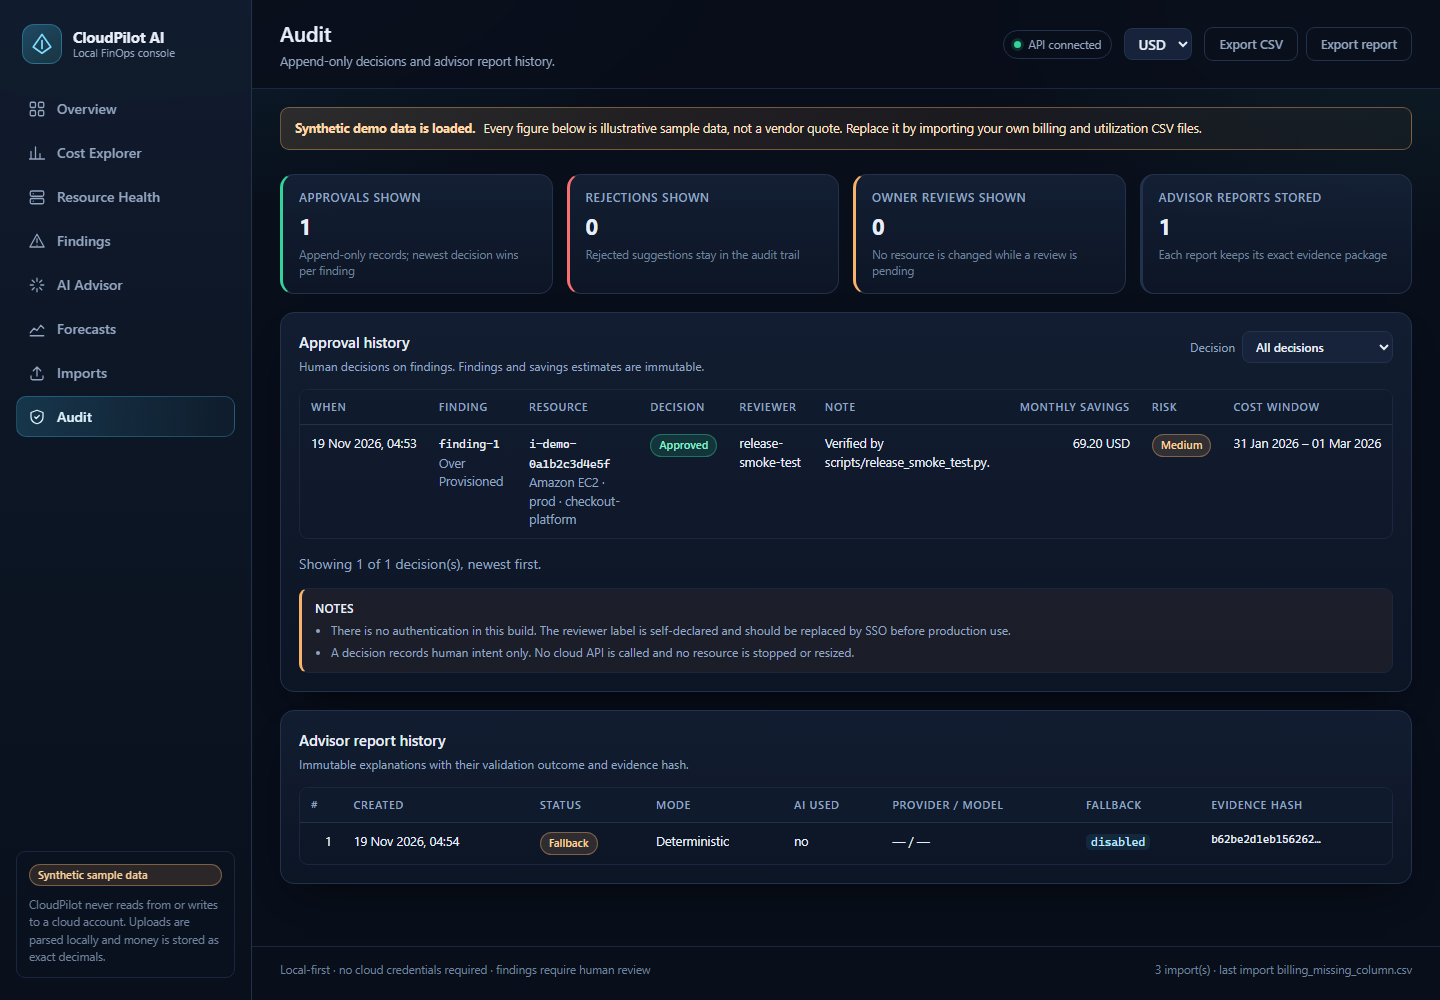 CloudPilot AI
Local FinOps console
Overview
Cost Explorer
Resource Health
Findings
AI Advisor
Forecasts
Imports
Audit
Synthetic sample data
CloudPilot never reads from or writes
to a cloud account. Uploads are
parsed locally and money is stored as
exact decimals.
Audit
Append-only decisions and advisor report history.
API connected
USD
Export CSV
Export report
Synthetic demo data is loaded. Every figure below is illustrative sample data, not a vendor quote. Replace it by importing your own billing and utilization CSV files.
APPROVALS SHOWN
1
Append-only records; newest decision wins
per finding
REJECTIONS SHOWN
0
Rejected suggestions stay in the audit trail
OWNER REVIEWS SHOWN
0
No resource is changed while a review is
pending
ADVISOR REPORTS STORED
1
Each report keeps its exact evidence package
Approval history
Human decisions on findings. Findings and savings estimates are immutable.
Decision
All decisions
WHEN FINDING RESOURCE DECISION REVIEWER NOTE MONTHLY SAVINGS RISK COST WINDOW
19 Nov 2026, 04:53
finding-1
Over
Provisioned
i-demo-
0a1b2c3d4e5f
Amazon EC2 ·
prod · checkout-
platform
Approved
release-
smoke-test
Verified by
scripts/release_smoke_test.py.
69.20 USD
Medium
31 Jan 2026 – 01 Mar 2026
Showing 1 of 1 decision(s), newest first.
NOTES
• There is no authentication in this build. The reviewer label is self-declared and should be replaced by SSO before production use.
• A decision records human intent only. No cloud API is called and no resource is stopped or resized.
Advisor report history
Immutable explanations with their validation outcome and evidence hash.
# CREATED STATUS MODE AI USED PROVIDER / MODEL FALLBACK EVIDENCE HASH
1 19 Nov 2026, 04:54 Fallback Deterministic no — / — disabled b62be2d1eb156262…
Local-first · no cloud credentials required · findings require human review
3 import(s) · last import billing_missing_column.csv